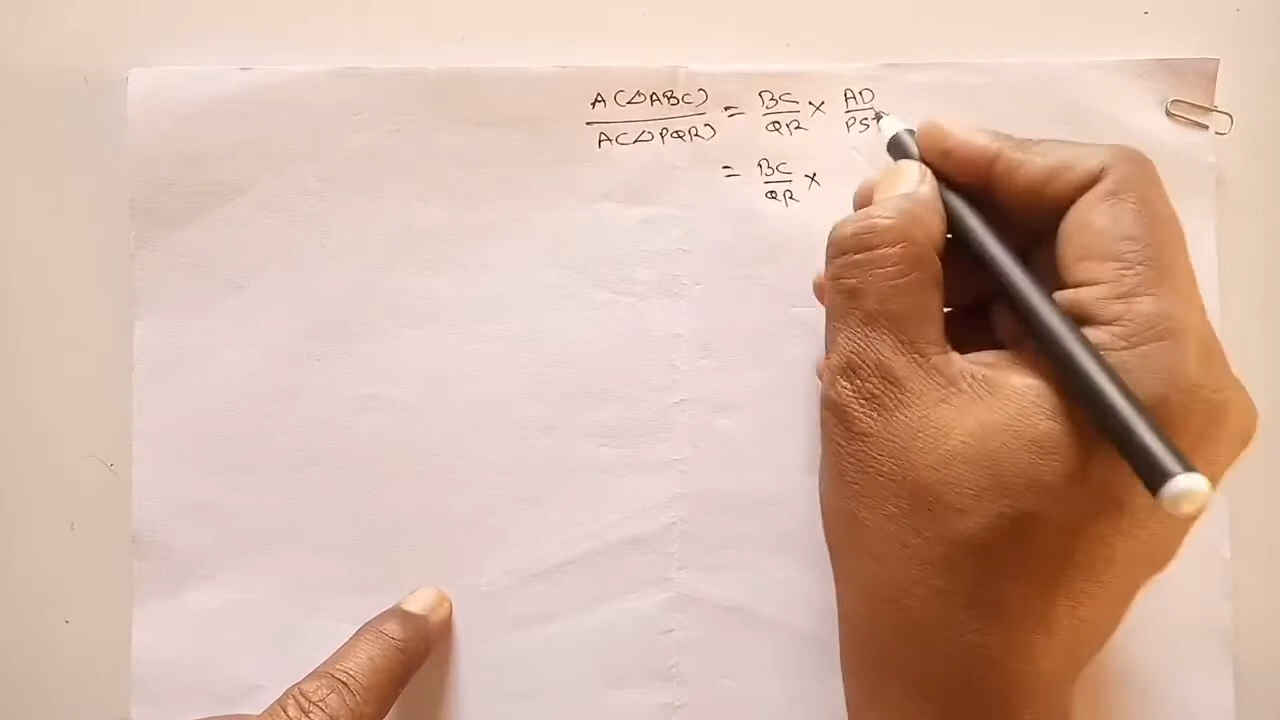 A(△ABC) / A(△PQR) = BC/QR × AD/PS
= BC/QR ×